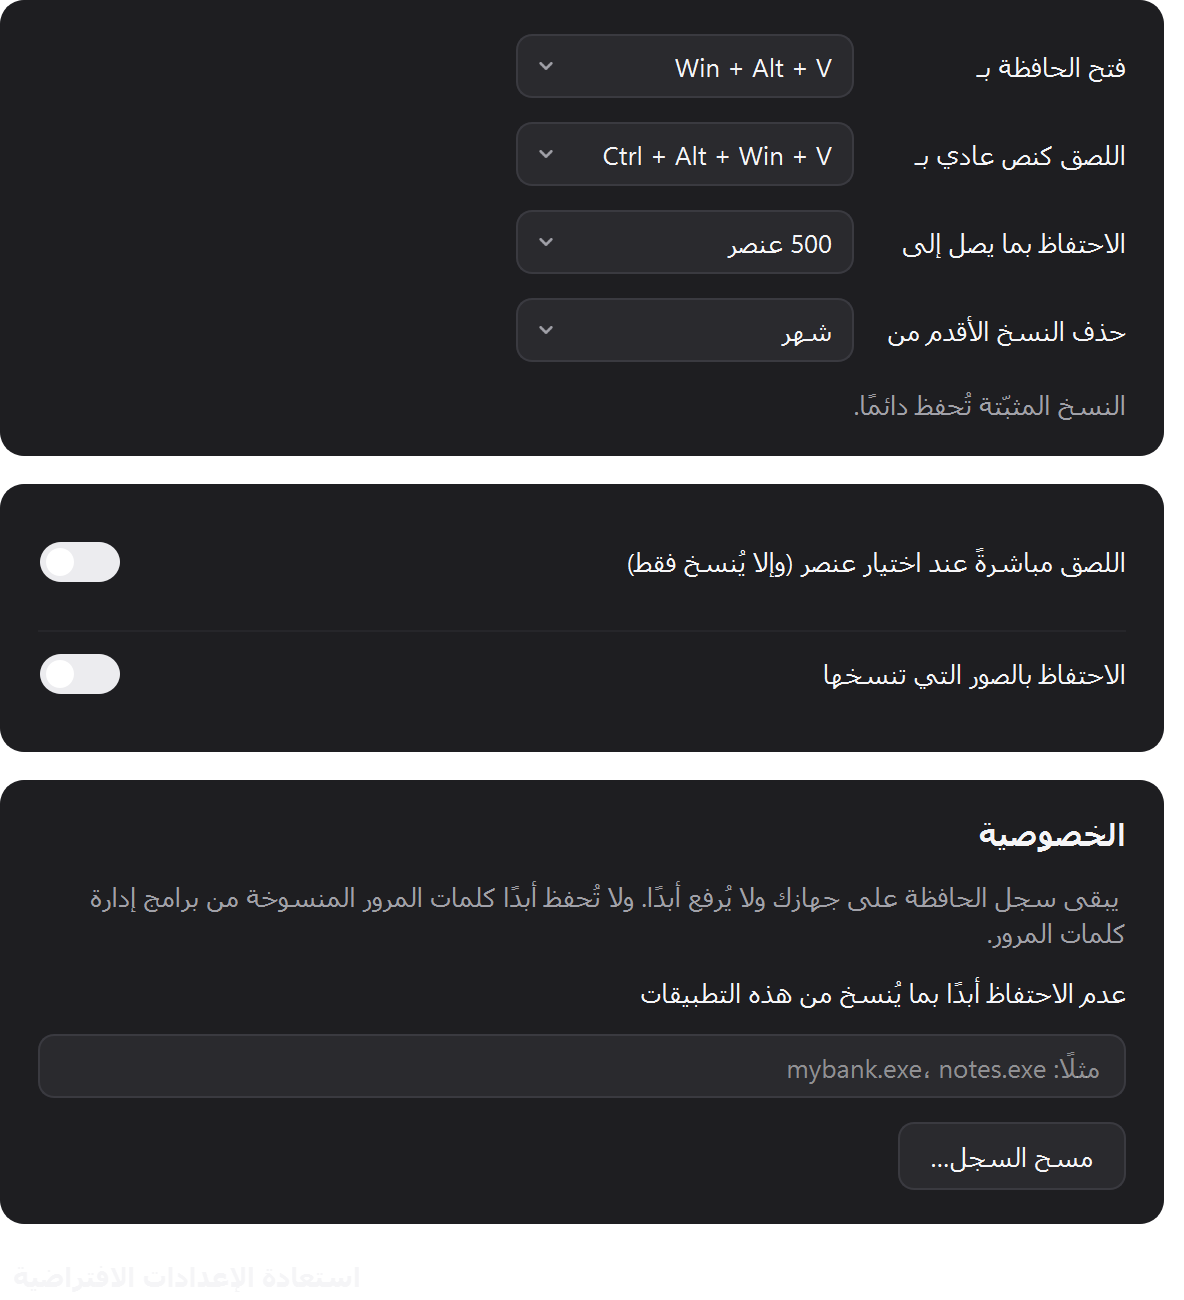 فتح الحافظة بـ
Win + Alt + V
اللصق كنص عادي بـ
Ctrl + Alt + Win + V
الاحتفاظ بما يصل إلى
500 عنصر
حذف النسخ الأقدم من
شهر
النسخ المثبّتة تُحفظ دائمًا.
اللصق مباشرةً عند اختيار عنصر (وإلا يُنسخ فقط)
الاحتفاظ بالصور التي تنسخها
الخصوصية
يبقى سجل الحافظة على جهازك ولا يُرفع أبدًا. ولا تُحفظ أبدًا كلمات المرور المنسوخة من برامج إدارة
كلمات المرور.
عدم الاحتفاظ أبدًا بما يُنسخ من هذه التطبيقات
مثلًا: mybank.exe، notes.exe
مسح السجل...
استعادة الإعدادات الافتراضية